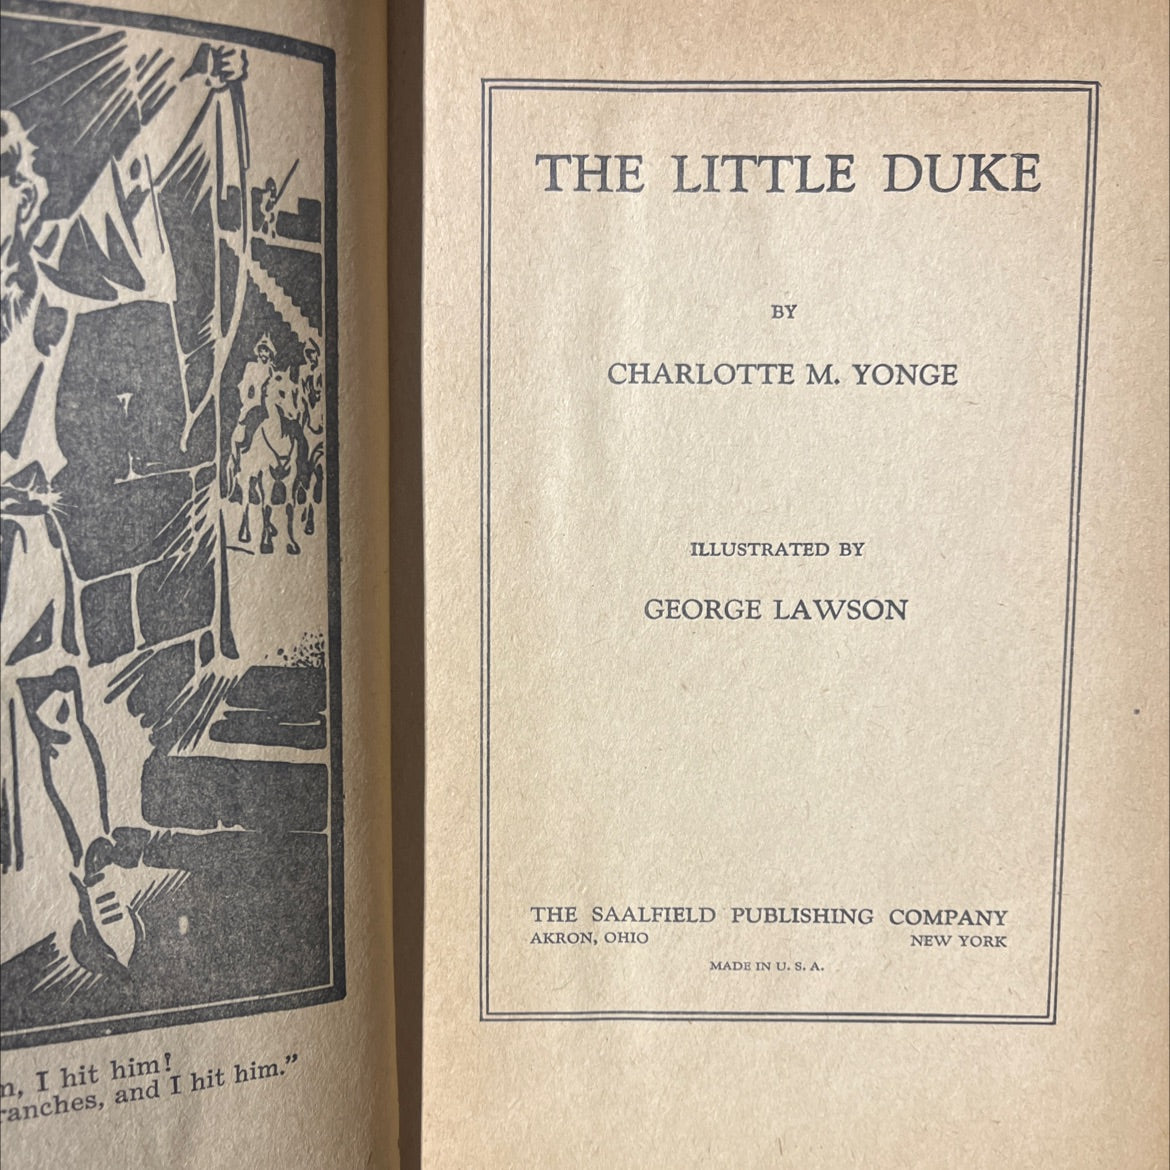 I hit him!
and I hit him."
THE LITTLE DUKE
BY
CHARLOTTE M. YONGE
ILLUSTRATED BY
GEORGE LAWSON
THE SAALFIELD PUBLISHING COMPANY
AKRON, OHIO NEW YORK
MADE IN U. S. A.